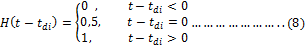 H(t − t_di) = { 0 , t − t_di < 0
0,5, t − t_di = 0 ........................ (8)
1, t − t_di > 0